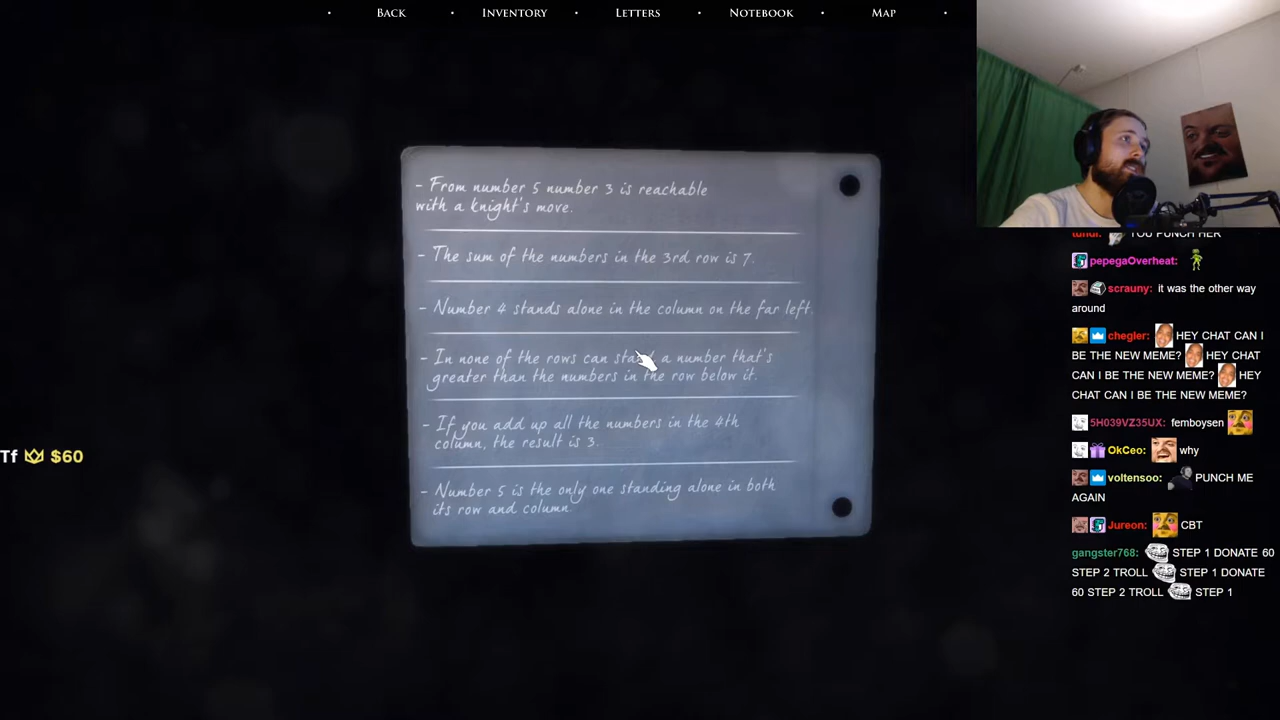 BACK
INVENTORY
LETTERS
NOTEBOOK
MAP
- From number 5 number 3 is reachable
with a knight's move.
- The sum of the numbers in the 3rd row is 7.
- Number 4 stands alone in the column on the far left.
- In none of the rows can a number that's
greater than the numbers in the row below it.
- If you add up all the numbers in the 4th
column, the result is 3.
- Number 5 is the only one standing alone in both
its row and column.
Tf $60
YOU PUNCH HER
pepegaOverheat:
scrauny: it was the other way
around
chegler: HEY CHAT CAN I
BE THE NEW MEME? HEY CHAT
CAN I BE THE NEW MEME? HEY
CHAT CAN I BE THE NEW MEME?
5H039VZ35UX: femboysen
OkCeo: why
voltensoo: PUNCH ME
AGAIN
Jureon: CBT
gangster768: STEP 1 DONATE 60
STEP 2 TROLL STEP 1 DONATE
60 STEP 2 TROLL STEP 1